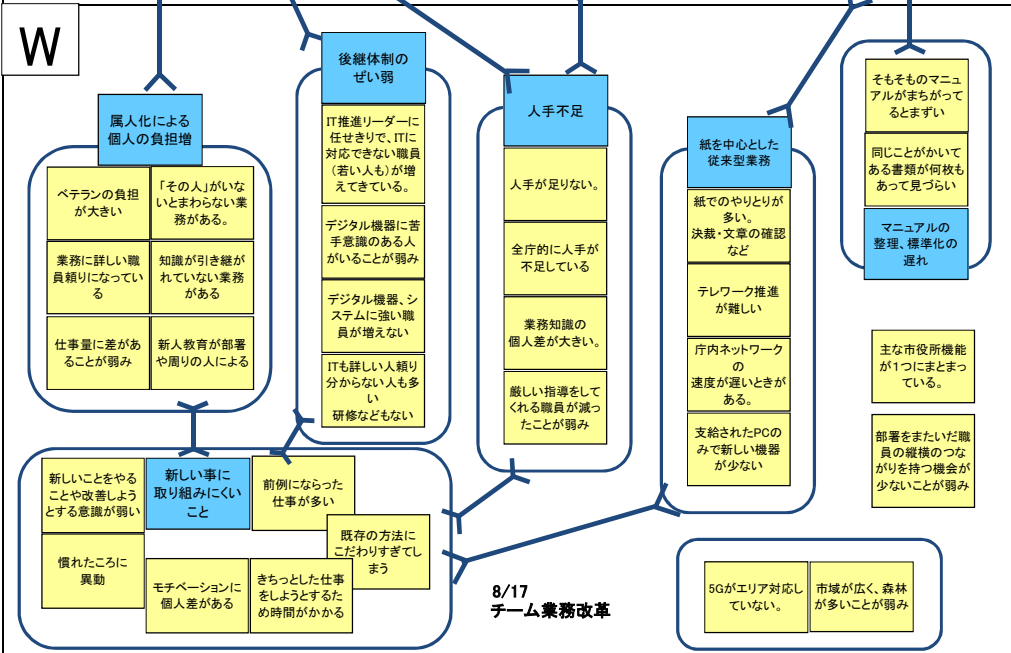 W
属人化による
個人の負担増
ベテランの負担
が大きい
「その人」がいな
いとまわらない業
務がある。
業務に詳しい職
員頼りになってい
る
知識が引き継が
れていない業務
がある
仕事量に差があ
ることが弱み
新人教育が部署
や周りの人による
後継体制の
ぜい弱
IT推進リーダーに
任せきりで、ITに
対応できない職員
(若い人も)が増
えてきている。
デジタル機器に苦
手意識のある人
がいることが弱み
デジタル機器、シ
ステムに強い職
員が増えない
ITも詳しい人頼り
分からない人も多
い
研修などもない
人手不足
人手が足りない。
全庁的に人手が
不足している
業務知識の
個人差が大きい。
厳しい指導をして
くれる職員が減っ
たことが弱み
紙を中心とした
従来型業務
紙でのやりとりが
多い。
決裁・文章の確認
など
テレワーク推進
が難しい
庁内ネットワーク
の
速度が遅いときが
ある。
支給されたPCの
みで新しい機器
が少ない
そもそものマニュ
アルがまちがって
るとまずい
同じことがかいて
ある書類が何枚も
あって見づらい
マニュアルの
整理、標準化の
遅れ
主な市役所機能
が1つにまとまっ
ている。
部署をまたいだ職
員の縦横のつな
がりを持つ機会が
少ないことが弱み
新しいことをやる
ことや改善しよう
とする意識が弱い
新しい事に
取り組みにくい
こと
前例にならった
仕事が多い
既存の方法に
こだわりすぎてし
まう
慣れたころに
異動
モチベーションに
個人差がある
きちっとした仕事
をしようとするた
め時間がかかる
8/17
チーム業務改革
5Gがエリア対応し
ていない。
市域が広く、森林
が多いことが弱み